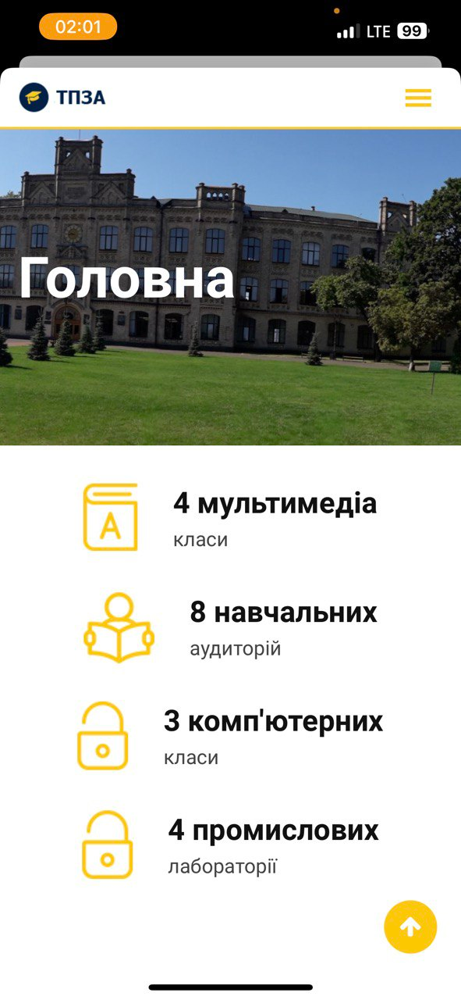 02:01
LTE 99
ТПЗА
Головна
A
4 мультимедіа
класи
8 навчальних
аудиторій
3 комп'ютерних
класи
4 промислових
лабораторії